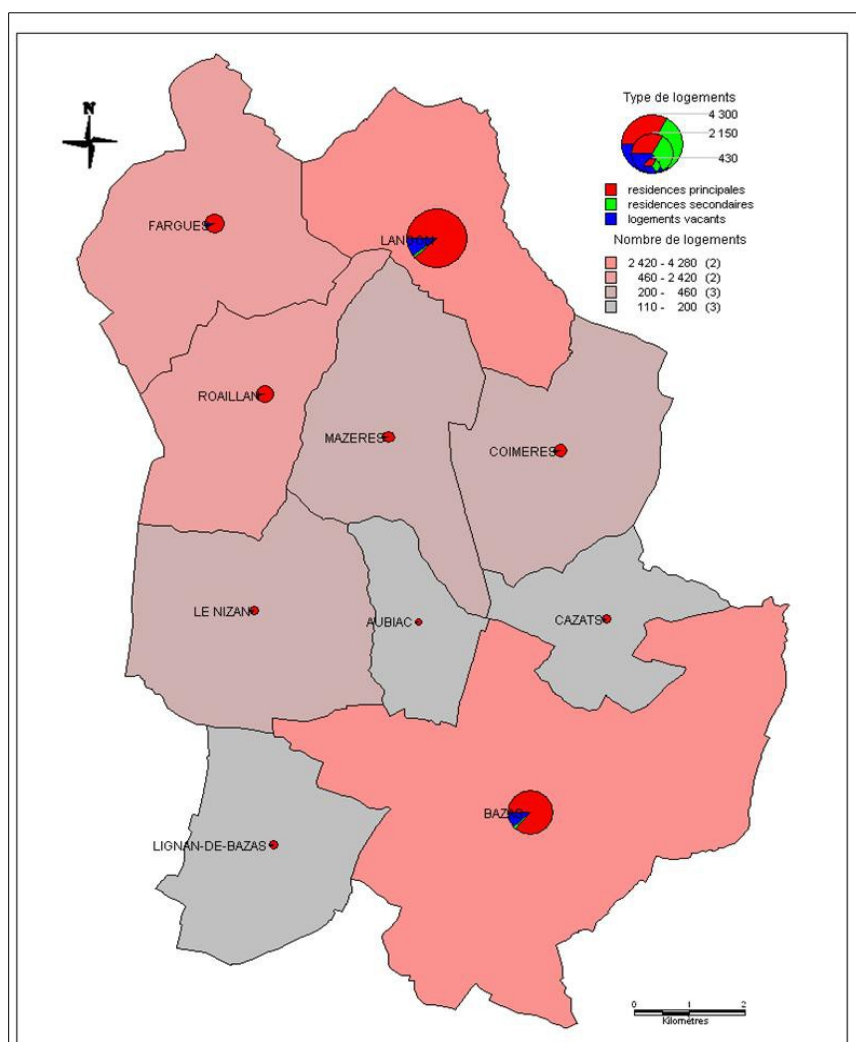 N
Type de logements
4 300
2 150
430
residences principales
residences secondaires
logements vacants
Nombre de logements
2 420 - 4 280 (2)
460 - 2 420 (2)
200 - 460 (3)
110 - 200 (3)
FARGUES
LANGON
ROAILLAN
MAZERES
COIMERES
LE NIZAN
AUBIAC
CAZATS
BAZAS
LIGNAN-DE-BAZAS
0 1 2
Kilomètres